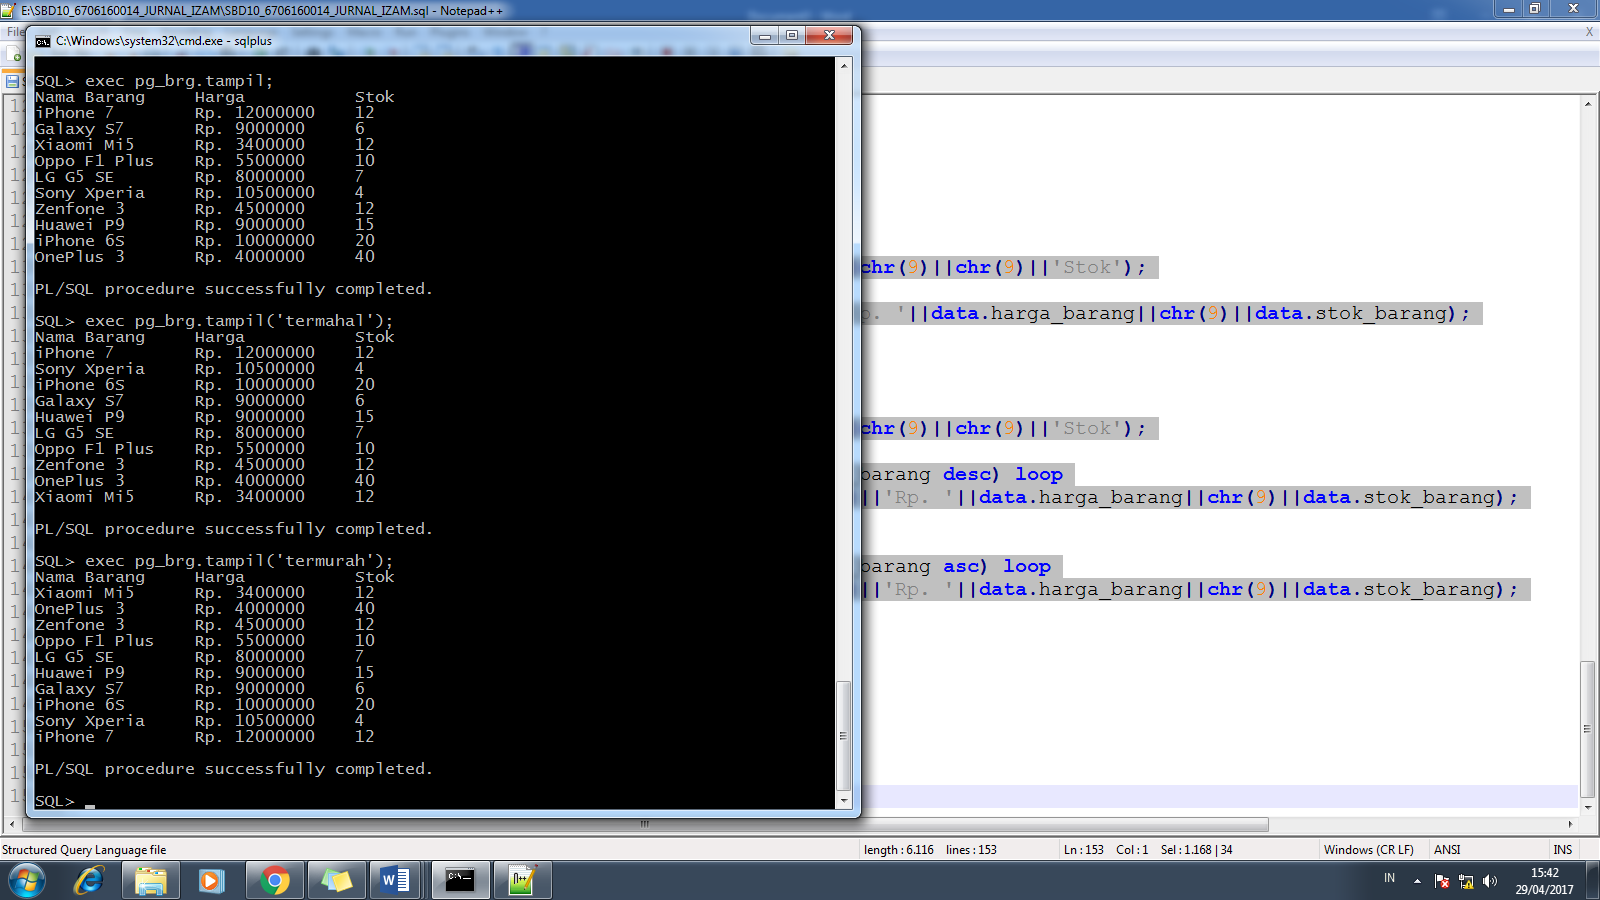 E:\SBD10_6706160014_JURNAL_IZAM\SBD10_6706160014_JURNAL_IZAM.sql - Notepad++
C:\Windows\system32\cmd.exe - sqlplus
SQL> exec pg_brg.tampil;
Nama Barang Harga Stok
iPhone 7 Rp. 12000000 12
Galaxy S7 Rp. 9000000 6
Xiaomi Mi5 Rp. 3400000 12
Oppo F1 Plus Rp. 5500000 10
LG G5 SE Rp. 8000000 7
Sony Xperia Rp. 10500000 4
Zenfone 3 Rp. 4500000 12
Huawei P9 Rp. 9000000 15
iPhone 6S Rp. 10000000 20
OnePlus 3 Rp. 4000000 40
PL/SQL procedure successfully completed.
SQL> exec pg_brg.tampil('termahal');
Nama Barang Harga Stok
iPhone 7 Rp. 12000000 12
Sony Xperia Rp. 10500000 4
iPhone 6S Rp. 10000000 20
Galaxy S7 Rp. 9000000 6
Huawei P9 Rp. 9000000 15
LG G5 SE Rp. 8000000 7
Oppo F1 Plus Rp. 5500000 10
Zenfone 3 Rp. 4500000 12
OnePlus 3 Rp. 4000000 40
Xiaomi Mi5 Rp. 3400000 12
PL/SQL procedure successfully completed.
SQL> exec pg_brg.tampil('termurah');
Nama Barang Harga Stok
Xiaomi Mi5 Rp. 3400000 12
OnePlus 3 Rp. 4000000 40
Zenfone 3 Rp. 4500000 12
Oppo F1 Plus Rp. 5500000 10
LG G5 SE Rp. 8000000 7
Huawei P9 Rp. 9000000 15
Galaxy S7 Rp. 9000000 6
iPhone 6S Rp. 10000000 20
Sony Xperia Rp. 10500000 4
iPhone 7 Rp. 12000000 12
PL/SQL procedure successfully completed.
SQL>
chr(9)||chr(9)||'Stok');
. '||data.harga_barang||chr(9)||data.stok_barang);
chr(9)||chr(9)||'Stok');
barang desc) loop
||'Rp. '||data.harga_barang||chr(9)||data.stok_barang);
barang asc) loop
||'Rp. '||data.harga_barang||chr(9)||data.stok_barang);
Structured Query Language file length : 6.116 lines : 153 Ln : 153 Col : 1 Sel : 1.168 | 34 Windows (CR LF) ANSI INS
IN
15:42
29/04/2017